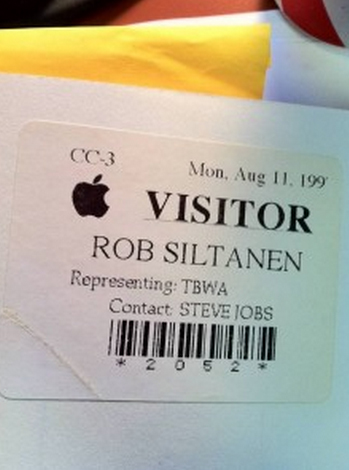 CC-3
Mon, Aug 11, 199
VISITOR
ROB SILTANEN
Representing: TBWA
Contact: STEVE JOBS
* 2 0 5 2 *